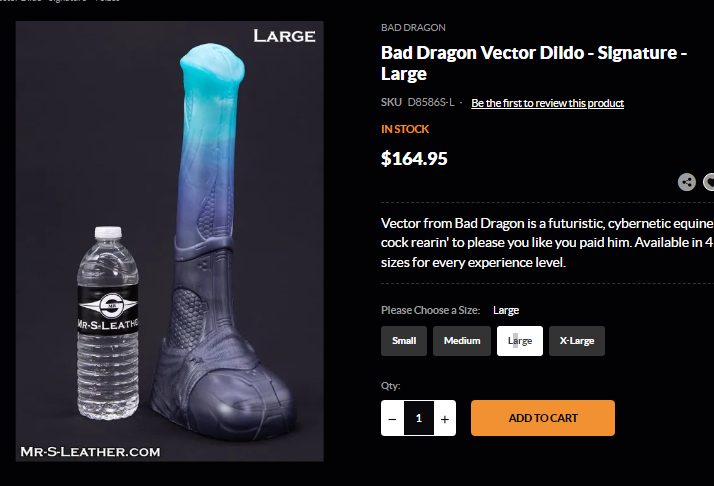 LARGE
MR-S-LEATHE
MR-S-LEATHER.COM
BAD DRAGON
Bad Dragon Vector Dildo - Signature -
Large
SKU D8586S-L · Be the first to review this product
IN STOCK
$164.95
Vector from Bad Dragon is a futuristic, cybernetic equine
cock rearin' to please you like you paid him. Available in 4
sizes for every experience level.
Please Choose a Size: Large
Small Medium Large X-Large
Qty:
− 1 + ADD TO CART